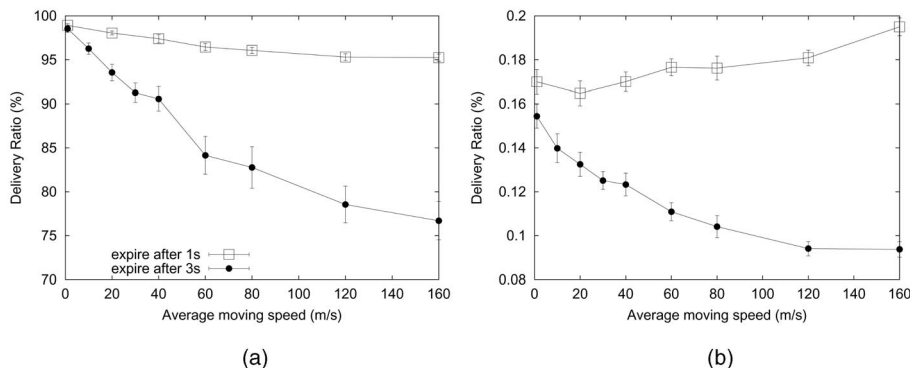 100
95
90
85
80
75
70
Delivery Ratio (%)
expire after 1s
expire after 3s
0 20 40 60 80 100 120 140 160
Average moving speed (m/s)
(a)
0.2
0.18
0.16
0.14
0.12
0.1
0.08
Delivery Ratio (%)
0 20 40 60 80 100 120 140 160
Average moving speed (m/s)
(b)